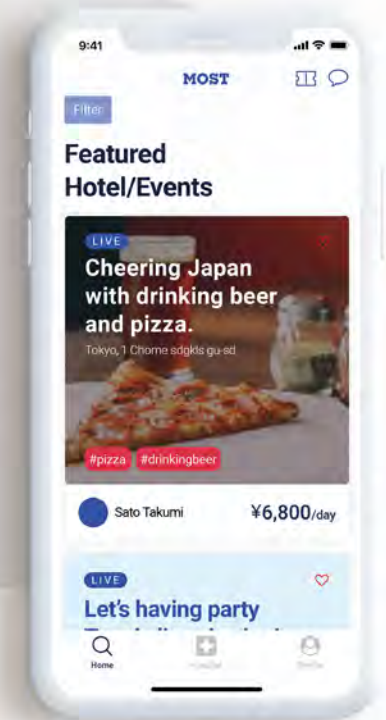 9:41
MOST
Filter
Featured
Hotel/Events
LIVE
Cheering Japan
with drinking beer
and pizza.
Tokyo, 1 Chome sdgkls gu-sd
#pizza #drinkingbeer
Sato Takumi ¥6,800/day
LIVE
Let's having party
Home